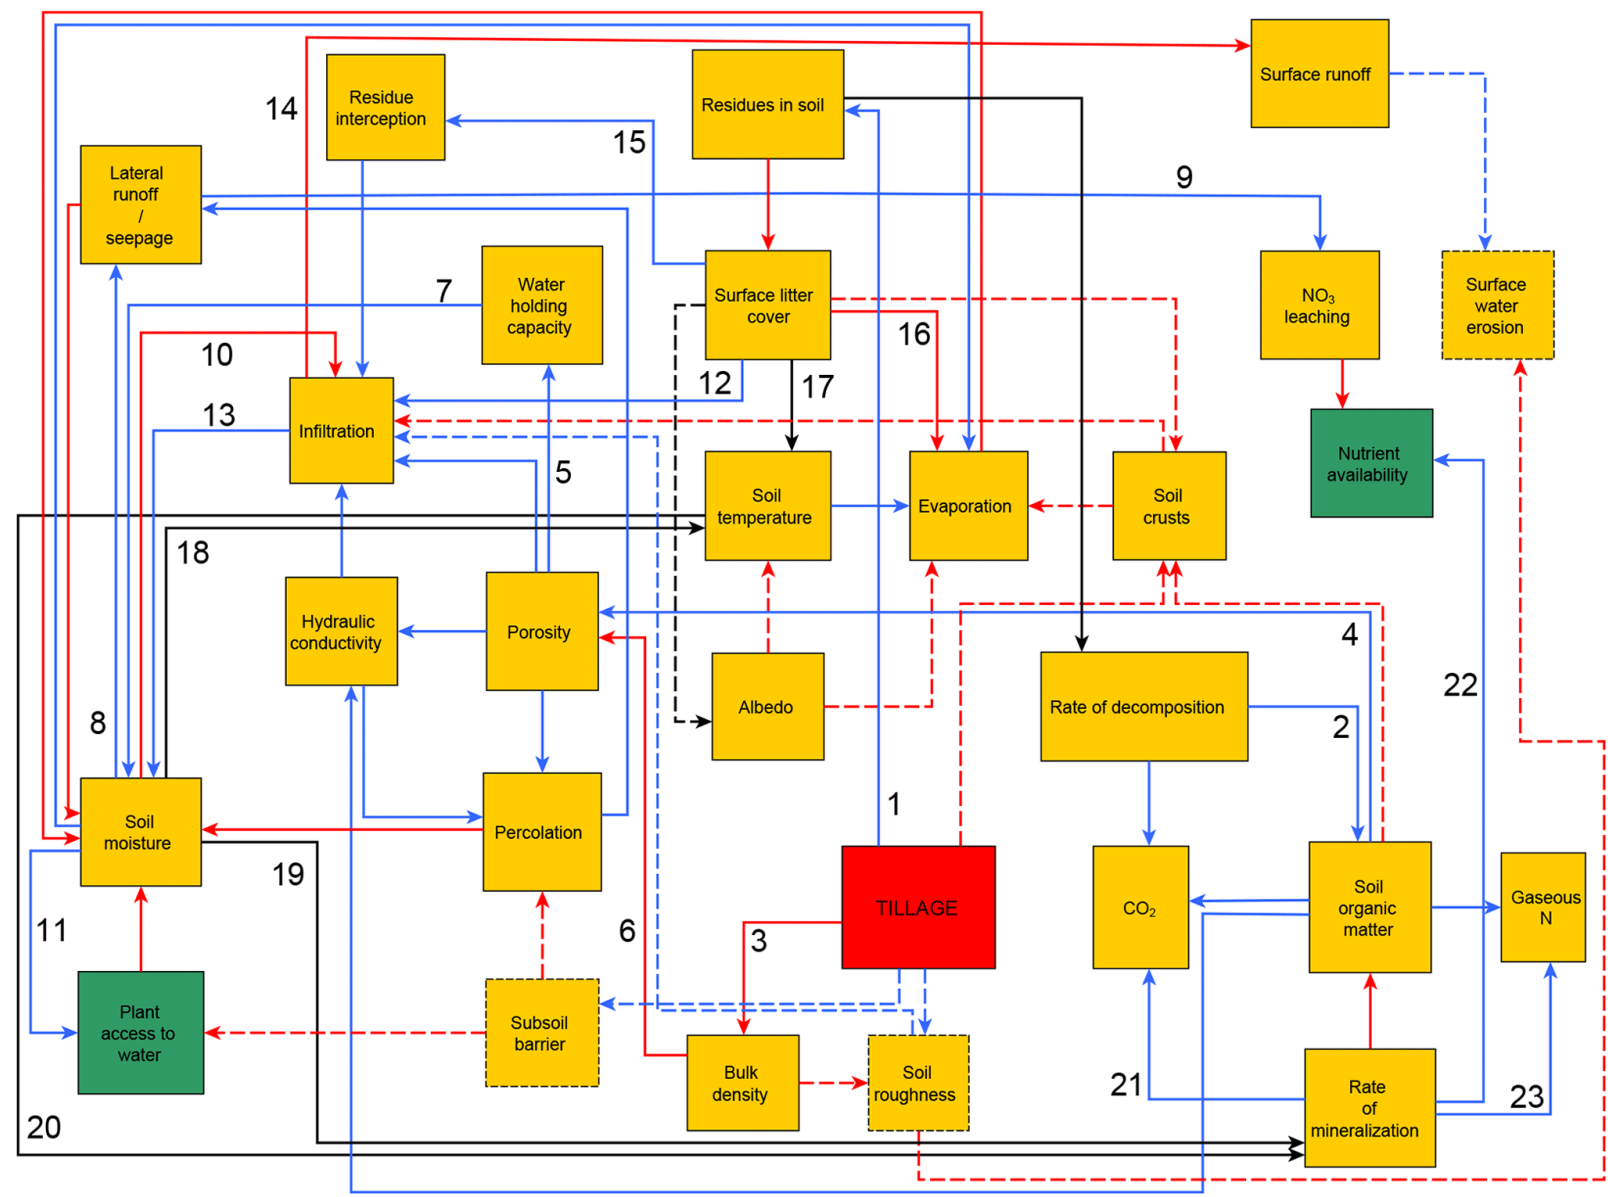 Surface runoff
14
Residue
interception
Residues in soil
15
Lateral
runoff
/
seepage
9
7
Water
holding
capacity
Surface litter
cover
NO₃
leaching
Surface
water
erosion
10
16
12
17
13
Infiltration
5
Soil
temperature
Evaporation
Soil
crusts
Nutrient
availability
18
Hydraulic
conductivity
Porosity
4
22
8
Albedo
Rate of decomposition
2
Soil
moisture
Percolation
1
19
11
6
3
TILLAGE
CO₂
Soil
organic
matter
Gaseous
N
Plant
access to
water
Subsoil
barrier
Bulk
density
Soil
roughness
21
Rate
of
mineralization
23
20